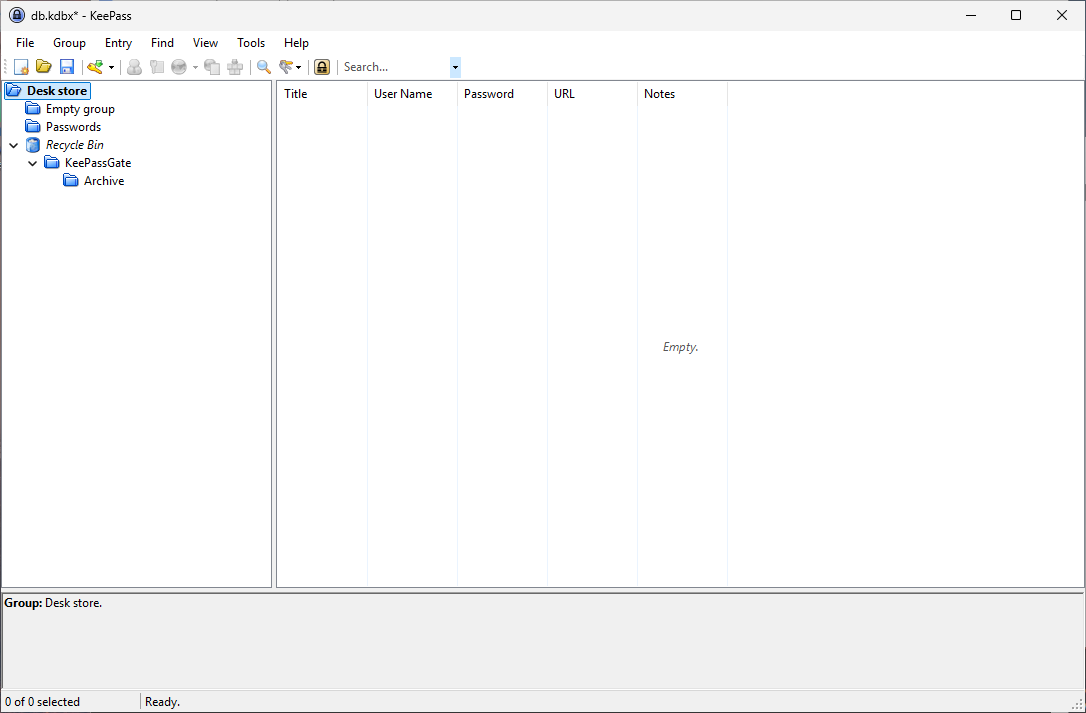 db.kdbx* - KeePass
File Group Entry Find View Tools Help
Search...
Desk store
Empty group
Passwords
Recycle Bin
KeePassGate
Archive
Title User Name Password URL Notes
Empty.
Group: Desk store.
0 of 0 selected Ready.